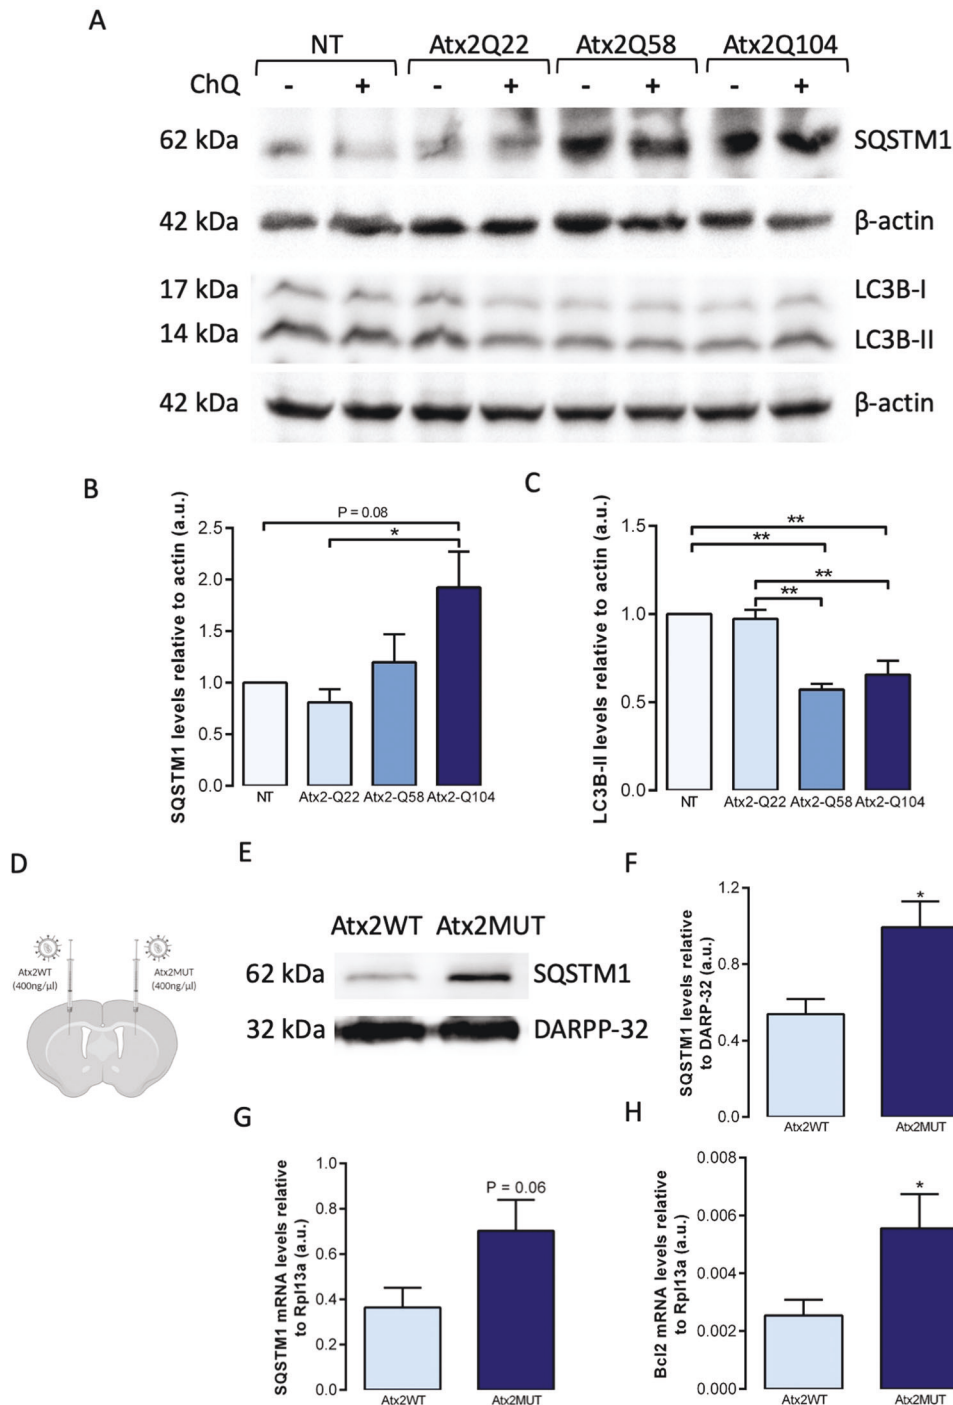 A
NT Atx2Q22 Atx2Q58 Atx2Q104
ChQ - + - + - + - +
62 kDa SQSTM1
42 kDa β-actin
17 kDa LC3B-I
14 kDa LC3B-II
42 kDa β-actin
B
SQSTM1 levels relative to actin (a.u.)
P = 0.08
*
2.5
2.0
1.5
1.0
0.5
0.0
NT Atx2-Q22 Atx2-Q58 Atx2-Q104
C
LC3B-II levels relative to actin (a.u.)
**
**
**
**
1.5
1.0
0.5
0.0
NT Atx2-Q22 Atx2-Q58 Atx2-Q104
D
Atx2WT
(400ng/µl)
Atx2MUT
(400ng/µl)
E
Atx2WT Atx2MUT
62 kDa SQSTM1
32 kDa DARPP-32
F
SQSTM1 levels relative
to DARP-32 (a.u.)
*
1.2
0.8
0.4
0.0
Atx2WT Atx2MUT
G
SQSTM1 mRNA levels relative
to Rpl13a (a.u.)
P = 0.06
1.0
0.8
0.6
0.4
0.2
0.0
Atx2WT Atx2MUT
H
Bcl2 mRNA levels relative
to Rpl13a (a.u.)
*
0.008
0.006
0.004
0.002
0.000
Atx2WT Atx2MUT